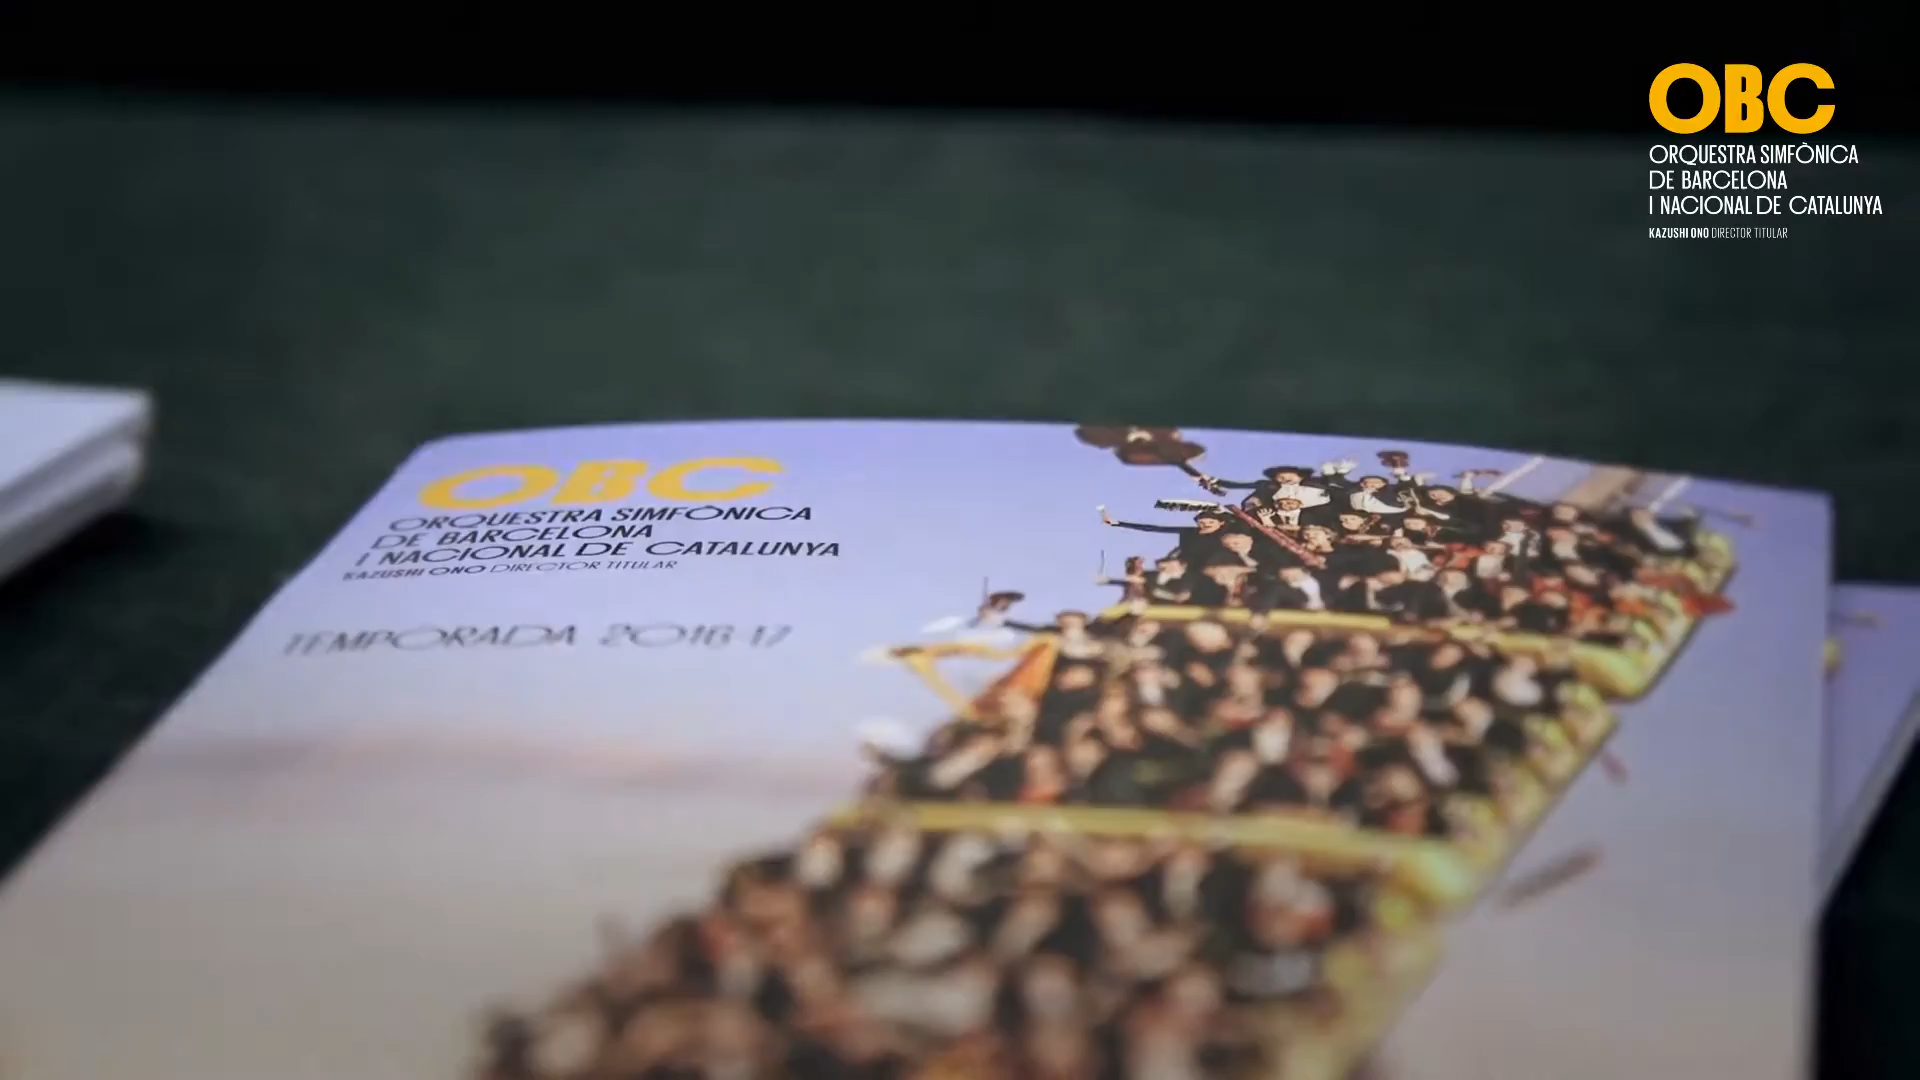 OBC
ORQUESTRA SIMFÒNICA
DE BARCELONA
I NACIONAL DE CATALUNYA
KAZUSHI ONO DIRECTOR TITULAR
OBC
ORQUESTRA SIMFÒNICA
DE BARCELONA
I NACIONAL DE CATALUNYA
KAZUSHI ONO DIRECTOR TITULAR
TEMPORADA 2016-17